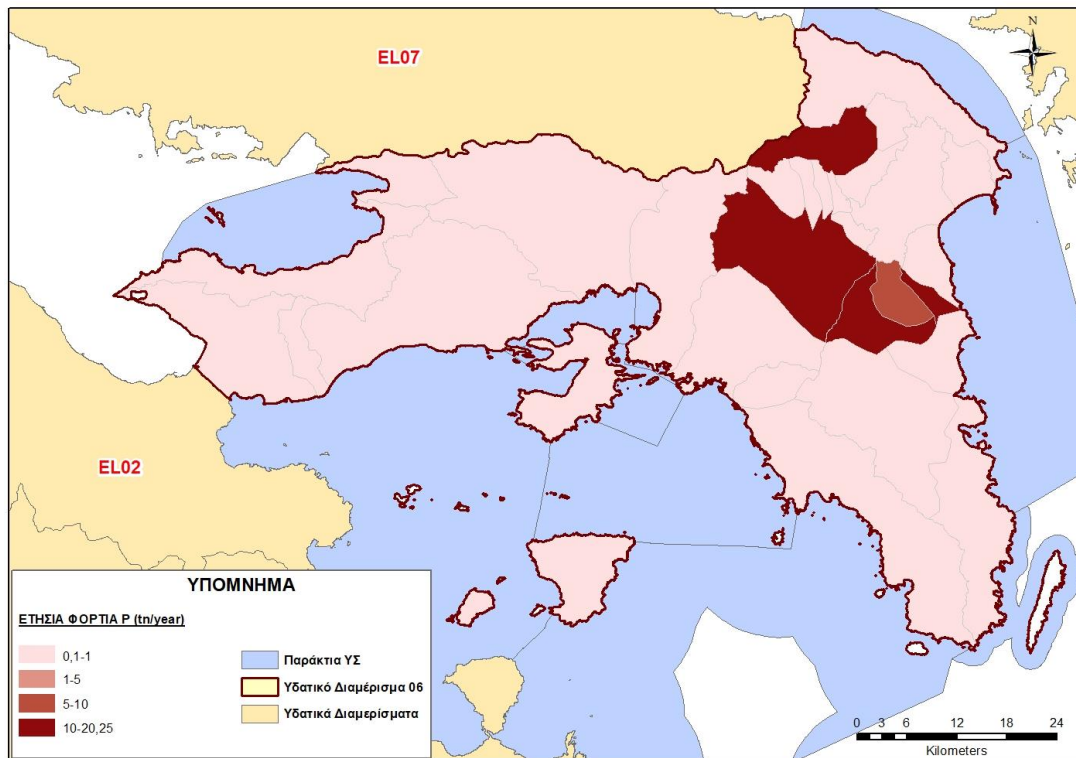 N
EL07
EL02
ΥΠΟΜΝΗΜΑ
ΕΤΗΣΙΑ ΦΟΡΤΙΑ P (tn/year)
0,1-1
1-5
5-10
10-20,25
Παράκτια ΥΣ
Υδατικό Διαμέρισμα 06
Υδατικά Διαμερίσματα
0 3 6 12 18 24
Kilometers